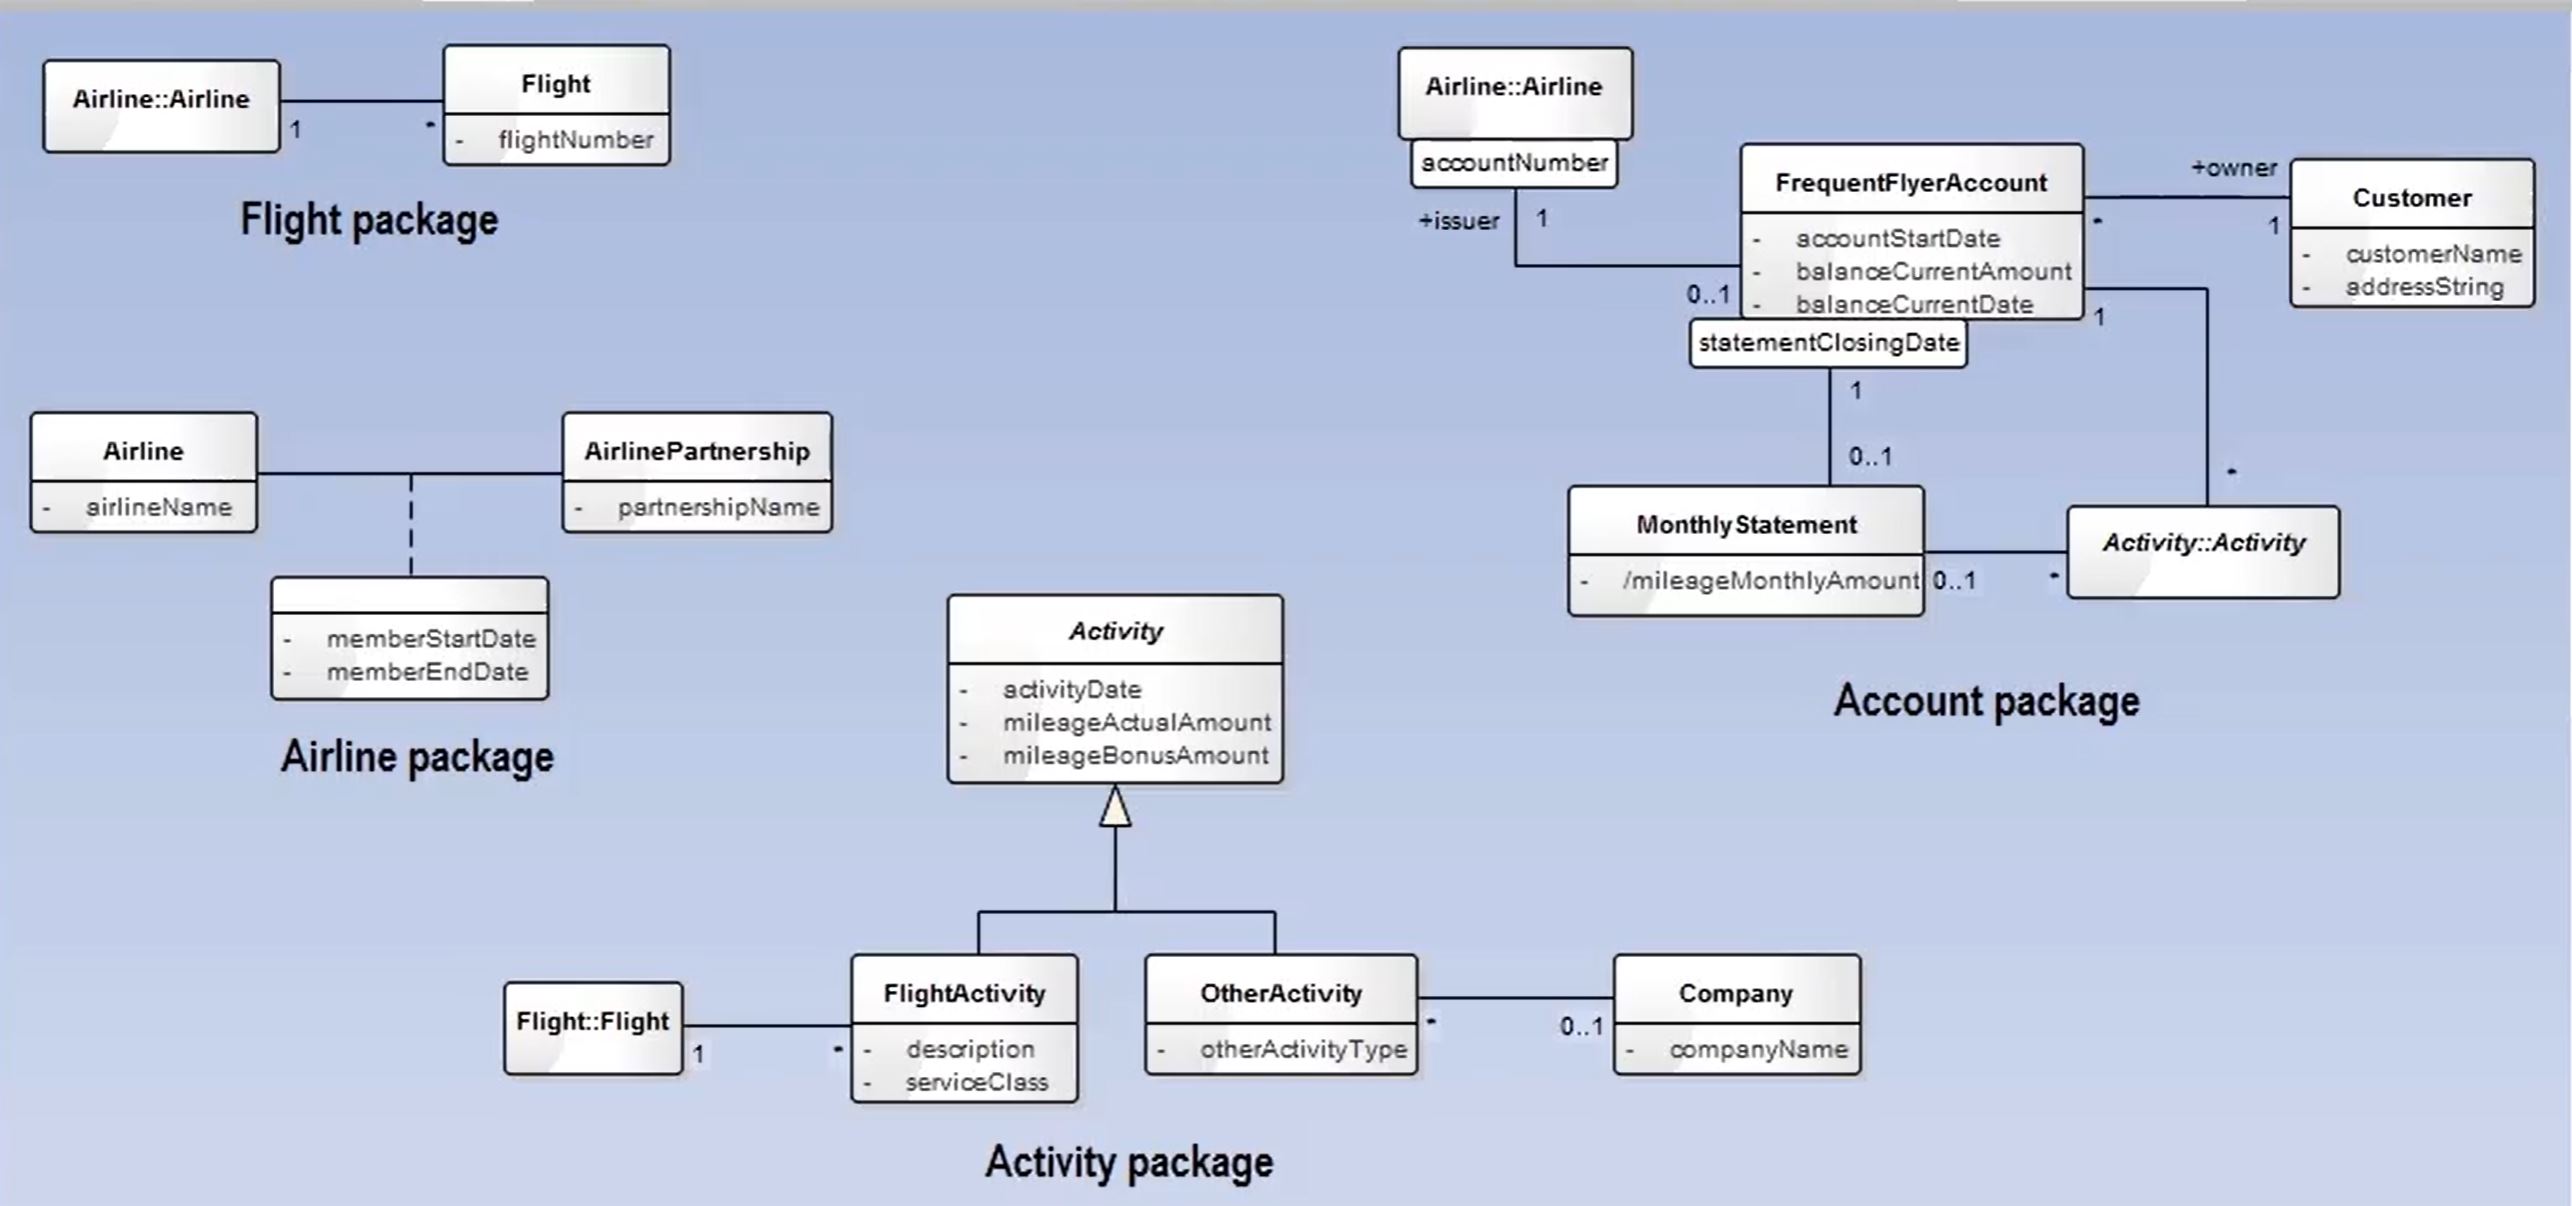 Airline::Airline
1
*
Flight
- flightNumber
Flight package
Airline::Airline
accountNumber
+issuer
1
0..1
FrequentFlyerAccount
- accountStartDate
- balanceCurrentAmount
- balanceCurrentDate
statementClosingDate
+owner
*
1
Customer
- customerName
- addressString
1
*
1
0..1
MonthlyStatement
- /mileageMonthlyAmount
0..1
*
Activity::Activity
Account package
Airline
- airlineName
AirlinePartnership
- partnershipName
- memberStartDate
- memberEndDate
Airline package
Activity
- activityDate
- mileageActualAmount
- mileageBonusAmount
Flight::Flight
1
*
FlightActivity
- description
- serviceClass
OtherActivity
- otherActivityType
*
0..1
Company
- companyName
Activity package